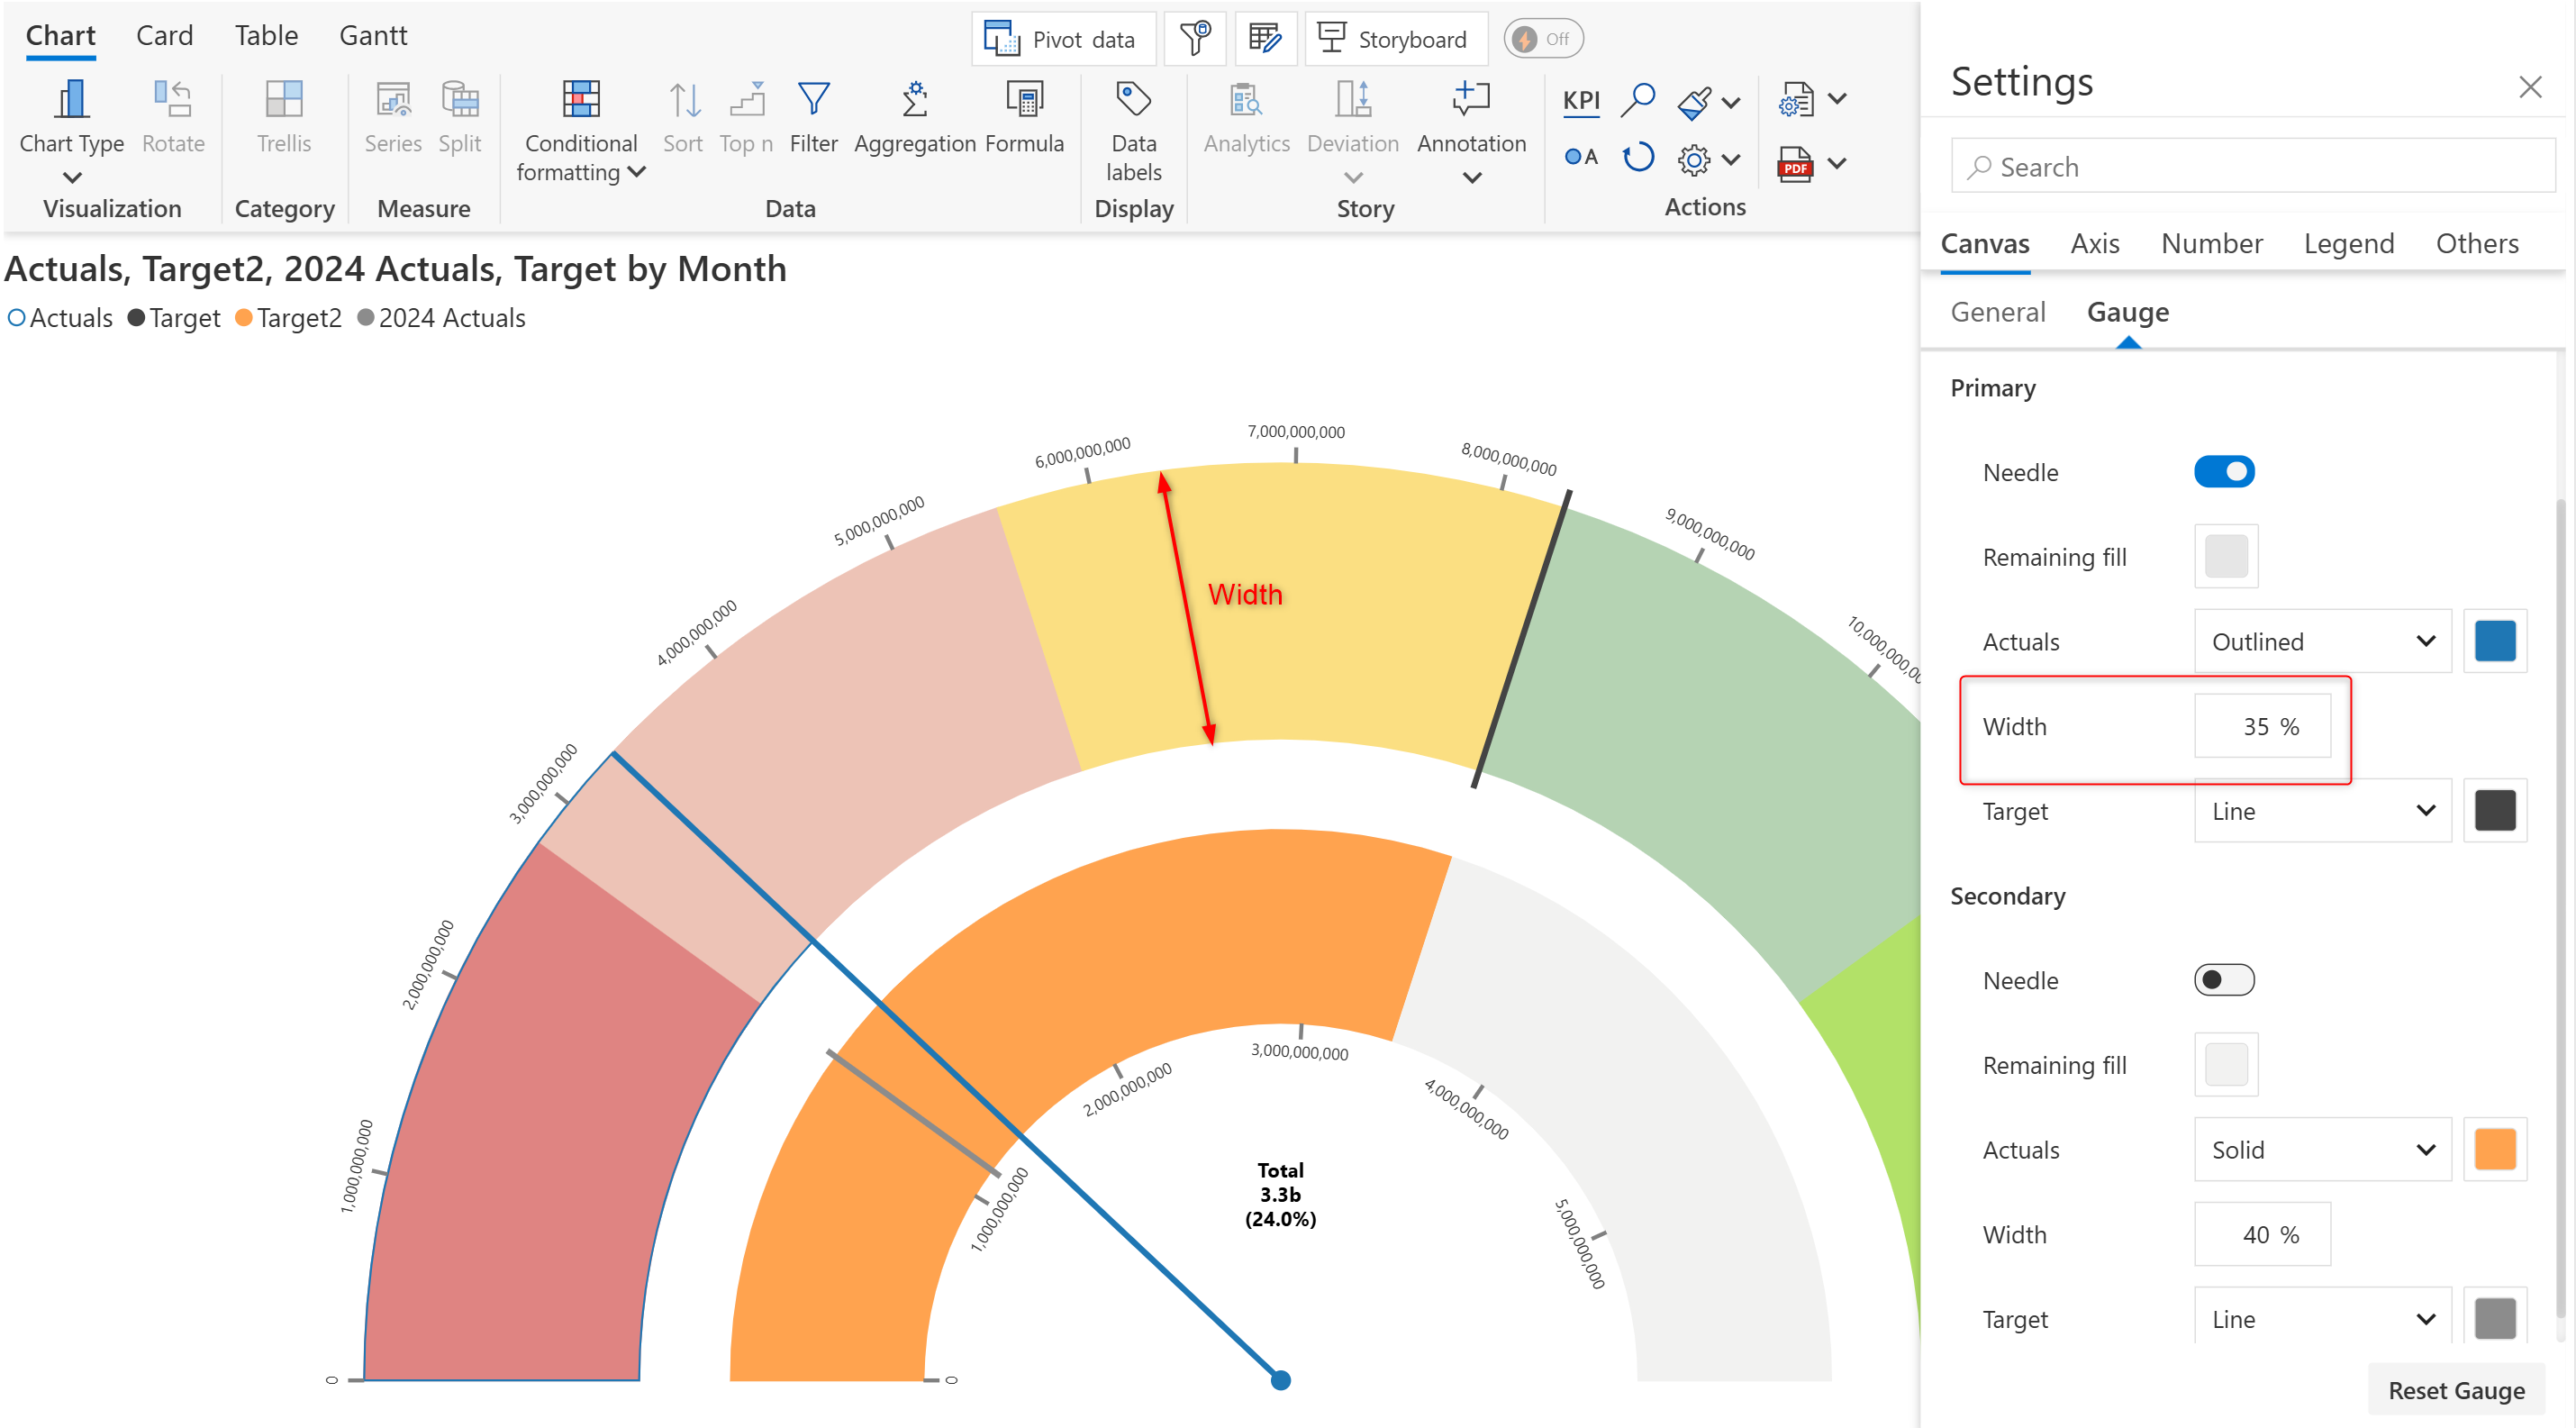 Chart Card Table Gantt
Pivot data Storyboard Off
Chart Type Rotate Trellis Series Split Conditional formatting Sort Top n Filter Aggregation Formula Data labels Analytics Deviation Annotation KPI A PDF
Visualization Category Measure Data Display Story Actions
Actuals, Target2, 2024 Actuals, Target by Month
Actuals Target Target2 2024 Actuals
0
1,000,000,000
2,000,000,000
3,000,000,000
4,000,000,000
5,000,000,000
6,000,000,000
7,000,000,000
8,000,000,000
9,000,000,000
Width
0
1,000,000,000
2,000,000,000
3,000,000,000
4,000,000,000
5,000,000,000
Total
3.3b
(24.0%)
Settings
Search
Canvas Axis Number Legend Others
General Gauge
Primary
Needle
Remaining fill
Actuals Outlined
Width 35 %
Target Line
Secondary
Needle
Remaining fill
Actuals Solid
Width 40 %
Target Line
Reset Gauge